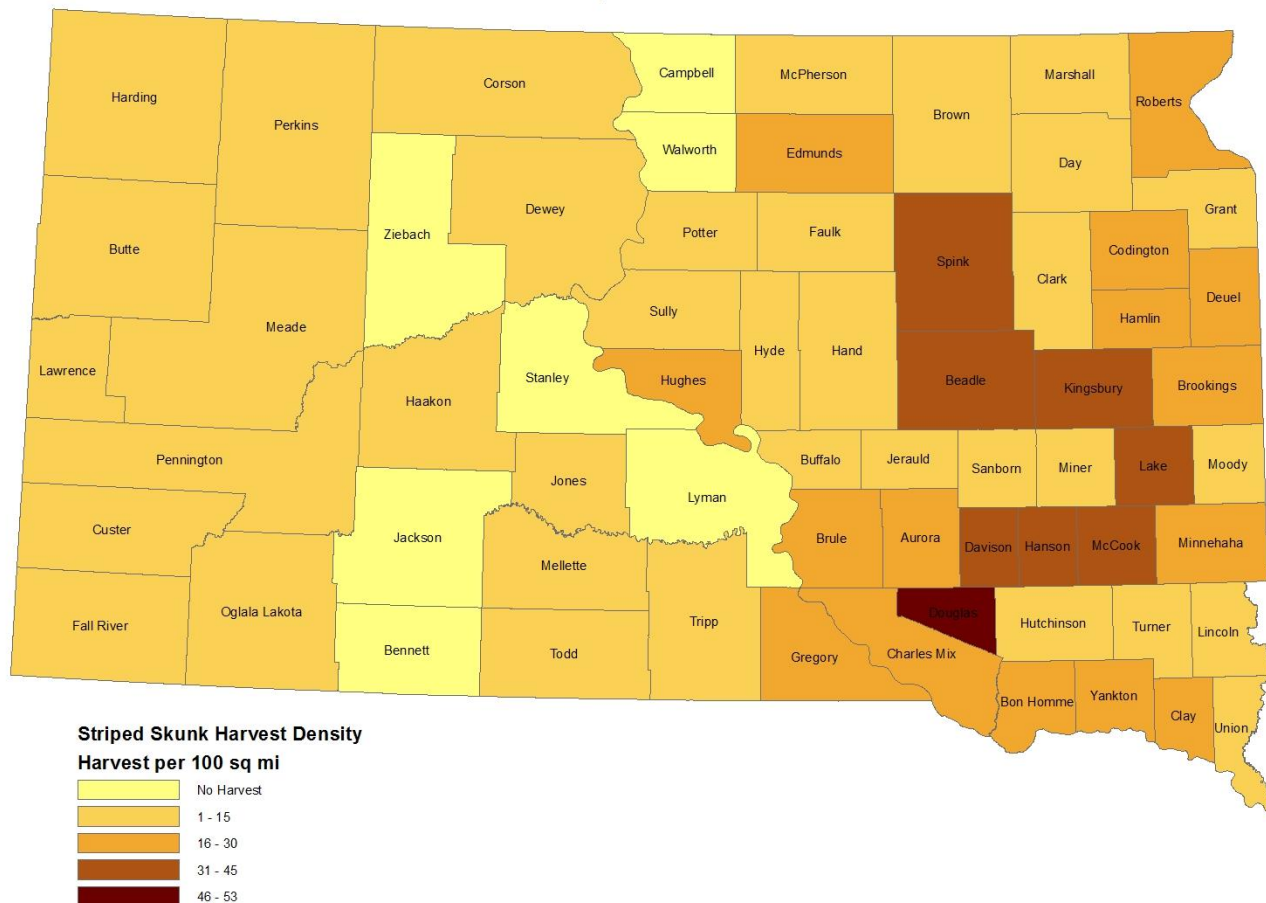 Campbell
McPherson
Marshall
Corson
Harding
Roberts
Brown
Perkins
Walworth
Edmunds
Day
Dewey
Grant
Ziebach
Potter
Faulk
Butte
Codington
Spink
Clark
Deuel
Sully
Hamlin
Meade
Hyde
Hand
Lawrence
Stanley
Hughes
Beadle
Kingsbury
Brookings
Haakon
Pennington
Buffalo
Jerauld
Sanborn
Miner
Lake
Moody
Jones
Lyman
Custer
Jackson
Brule
Aurora
Davison
Hanson
McCook
Minnehaha
Mellette
Oglala Lakota
Douglas
Fall River
Tripp
Hutchinson
Turner
Lincoln
Bennett
Todd
Gregory
Charles Mix
Bon Homme
Yankton
Clay
Union
Striped Skunk Harvest Density
Harvest per 100 sq mi
No Harvest
1 - 15
16 - 30
31 - 45
46 - 53